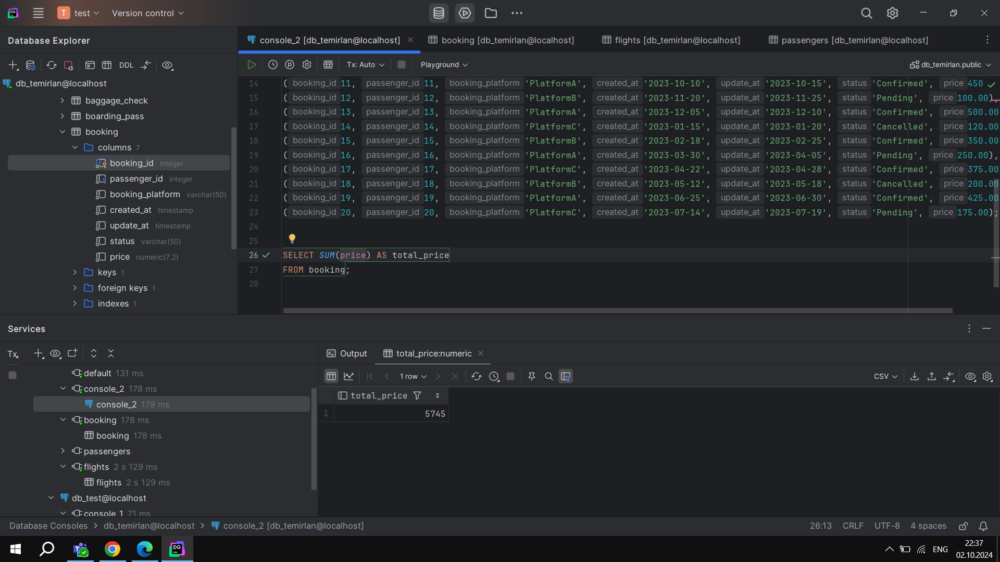 T test Version control
Database Explorer
console_2 [db_temirlan@localhost] booking [db_temirlan@localhost] flights [db_temirlan@localhost] passengers [db_temirlan@localhost]
DDL
Tx: Auto Playground db_temirlan.public
db_temirlan@localhost
baggage_check
boarding_pass
booking
columns 7
booking_id integer
passenger_id integer
booking_platform varchar(50)
created_at timestamp
update_at timestamp
status varchar(50)
price numeric(7,2)
keys 1
foreign keys 1
indexes 1
14 ( booking_id 11, passenger_id 11, booking_platform 'PlatformA', created_at '2023-10-10', update_at '2023-10-15', status 'Confirmed', price 450
15 ( booking_id 12, passenger_id 12, booking_platform 'PlatformB', created_at '2023-11-20', update_at '2023-11-25', status 'Pending', price 100.00),
16 ( booking_id 13, passenger_id 13, booking_platform 'PlatformA', created_at '2023-12-05', update_at '2023-12-10', status 'Confirmed', price 500.00
17 ( booking_id 14, passenger_id 14, booking_platform 'PlatformC', created_at '2023-01-15', update_at '2023-01-20', status 'Cancelled', price 120.00
18 ( booking_id 15, passenger_id 15, booking_platform 'PlatformB', created_at '2023-02-18', update_at '2023-02-25', status 'Confirmed', price 350.00
19 ( booking_id 16, passenger_id 16, booking_platform 'PlatformA', created_at '2023-03-30', update_at '2023-04-05', status 'Pending', price 250.00),
20 ( booking_id 17, passenger_id 17, booking_platform 'PlatformC', created_at '2023-04-22', update_at '2023-04-28', status 'Confirmed', price 375.00
21 ( booking_id 18, passenger_id 18, booking_platform 'PlatformB', created_at '2023-05-12', update_at '2023-05-18', status 'Cancelled', price 200.00
22 ( booking_id 19, passenger_id 19, booking_platform 'PlatformA', created_at '2023-06-25', update_at '2023-06-30', status 'Confirmed', price 425.00
23 ( booking_id 20, passenger_id 20, booking_platform 'PlatformC', created_at '2023-07-14', update_at '2023-07-19', status 'Pending', price 175.00);
24
25
26 SELECT SUM(price) AS total_price
27 FROM booking;
28
Services
Tx
default 131 ms
console_2 178 ms
console_2 178 ms
booking 178 ms
booking 178 ms
passengers
flights 2 s 129 ms
flights 2 s 129 ms
db_test@localhost
console_1 71 ms
Output total_price:numeric
1 row CSV
total_price
1 5745
Database Consoles > db_temirlan@localhost > console_2 [db_temirlan@localhost] 26:13 CRLF UTF-8 4 spaces
DG
ENG
22:37
02.10.2024